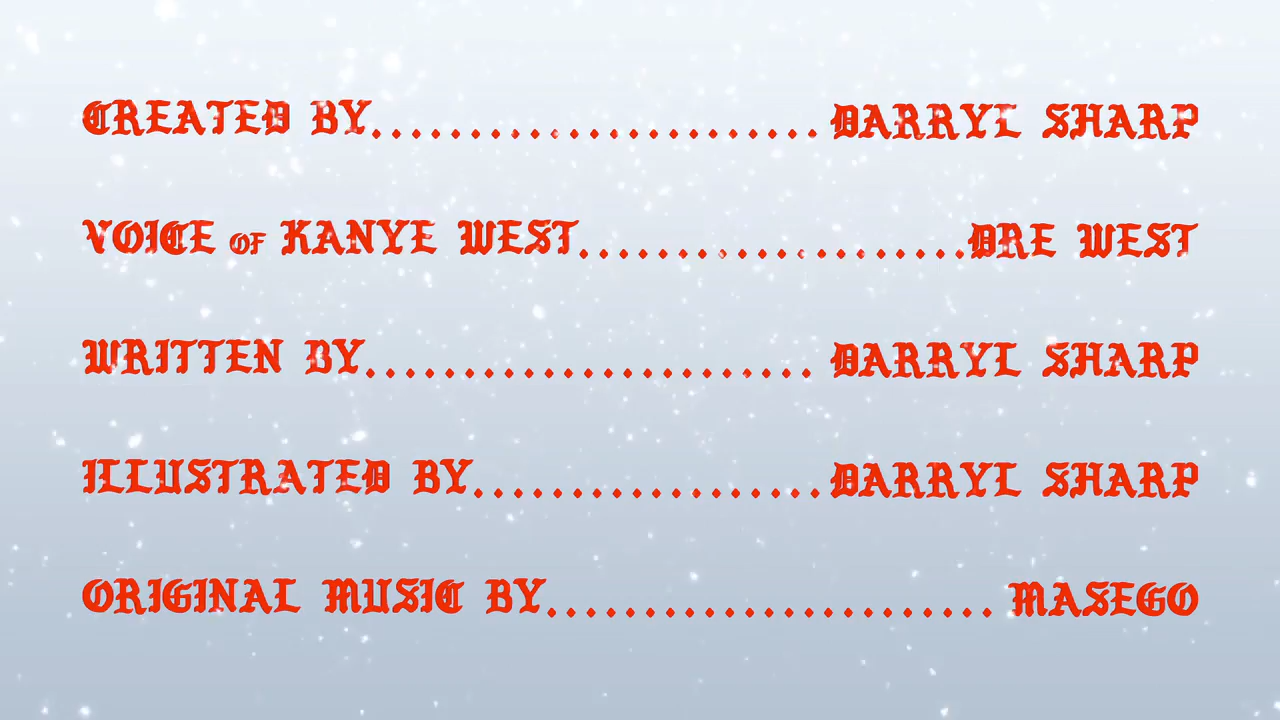 CREATED BY....................... DARRYL SHARP
VOICE OF KANYE WEST....................DRE WEST
WRITTEN BY....................... DARRYL SHARP
ILLUSTRATED BY..................DARRYL SHARP
ORIGINAL MUSIC BY....................... MASEGO